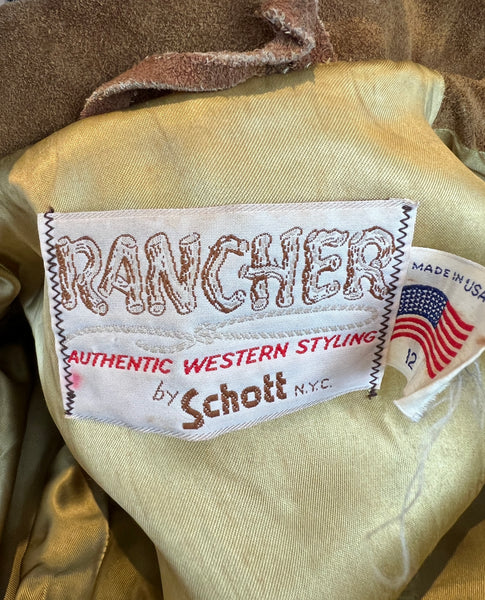 RANCHER
AUTHENTIC WESTERN STYLING
by Schott N.Y.C.
MADE IN USA
12